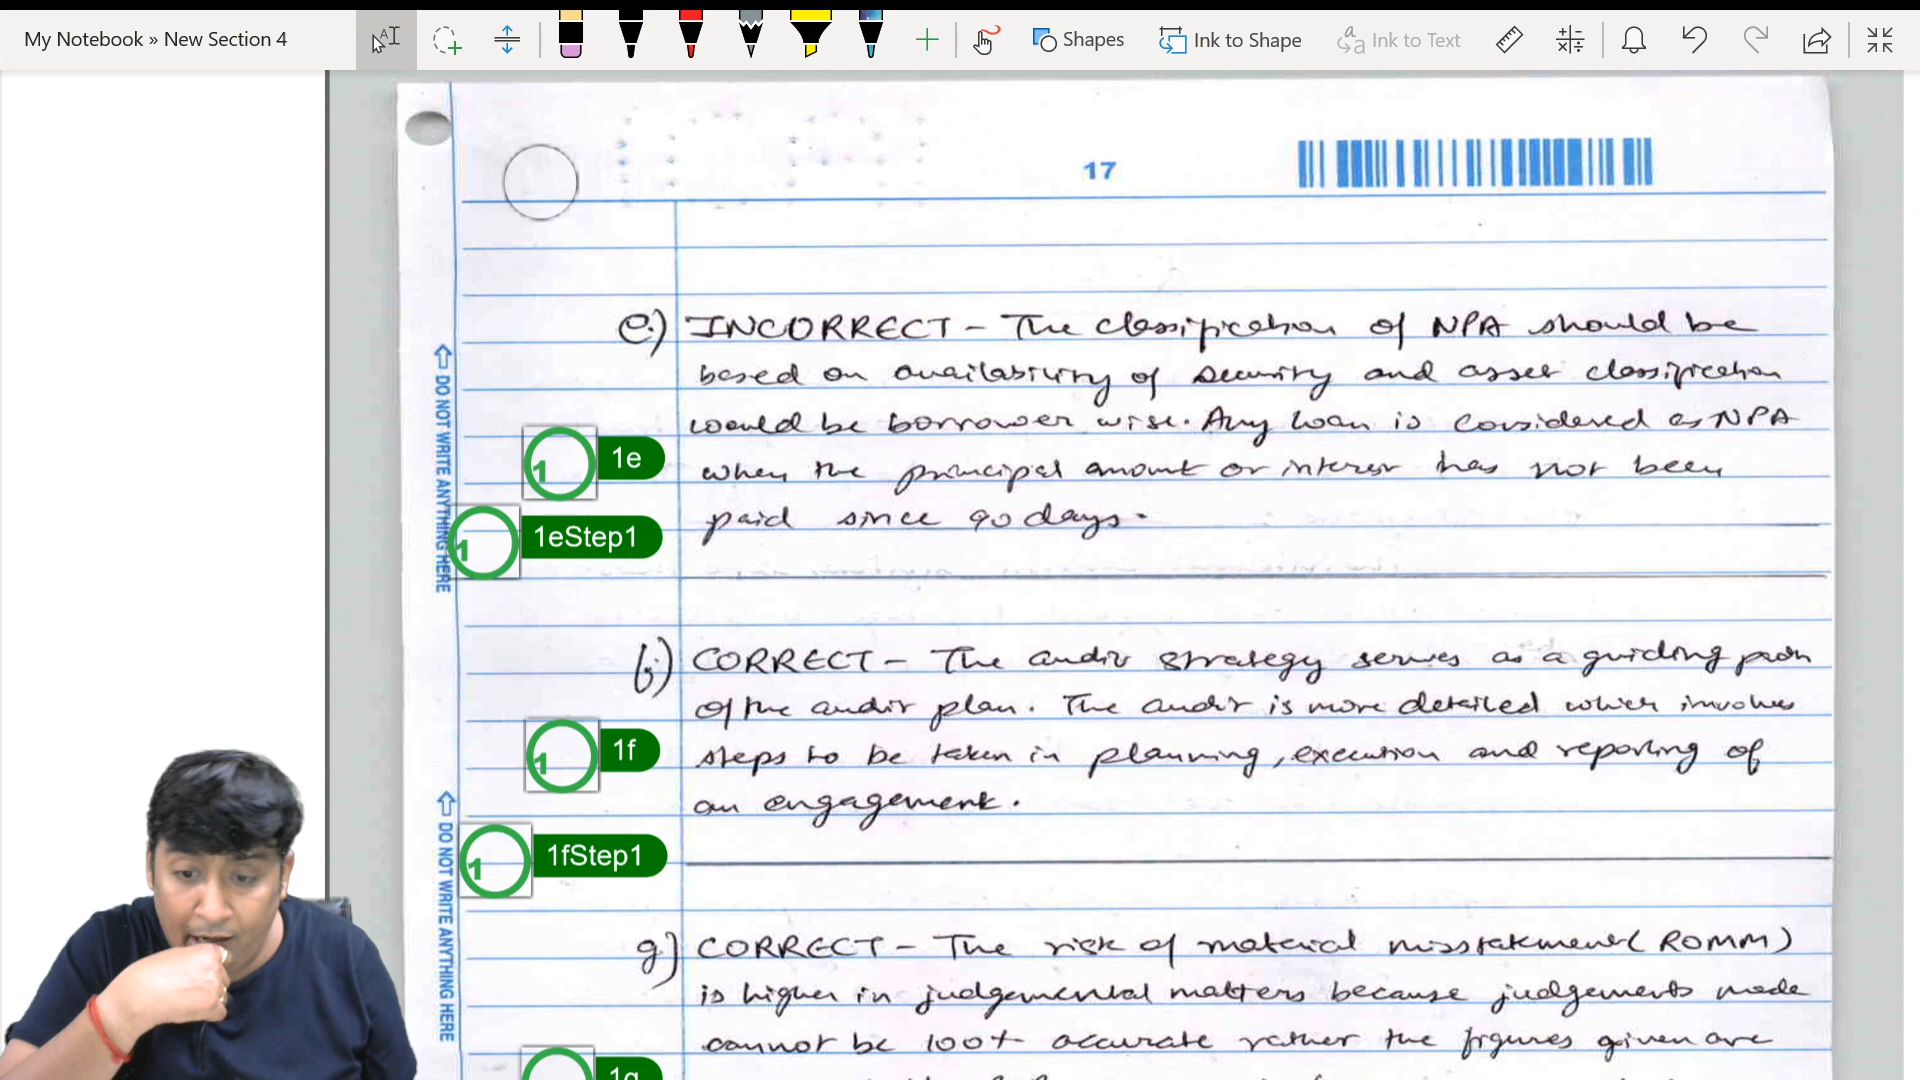 My Notebook » New Section 4
Shapes
Ink to Shape
Ink to Text
17
e.) INCORRECT - The classification of NPA should be
based on availability of security and asset classification
would be borrower wise. Any loan is considered as NPA
when the principal amount or interest has not been
paid since 90 days.
1 1e
1 1eStep1
DO NOT WRITE ANYTHING HERE
f.) CORRECT - The audit strategy serves as a guiding path
of the audit plan. The audit is more detailed which involves
steps to be taken in planning, execution and reporting of
an engagement.
1 1f
1 1fStep1
DO NOT WRITE ANYTHING HERE
g) CORRECT - The risk of material misstatement (ROMM)
is higher in judgemental matters because judgements made
cannot be 100% accurate rather the figures given are
1g